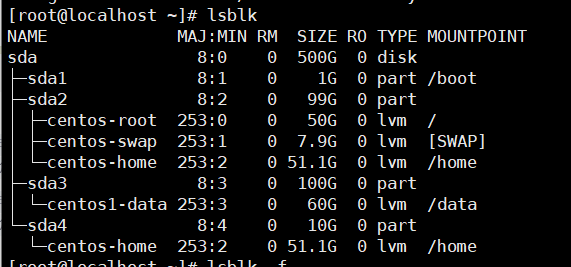 [root@localhost ~]# lsblk
NAME            MAJ:MIN RM  SIZE RO TYPE MOUNTPOINT
sda               8:0    0  500G  0 disk
├─sda1            8:1    0    1G  0 part /boot
├─sda2            8:2    0   99G  0 part
│ ├─centos-root 253:0    0   50G  0 lvm  /
│ ├─centos-swap 253:1    0  7.9G  0 lvm  [SWAP]
│ └─centos-home 253:2    0 51.1G  0 lvm  /home
├─sda3            8:3    0  100G  0 part
│ └─centos1-data 253:3    0   60G  0 lvm  /data
└─sda4            8:4    0   10G  0 part
  └─centos-home 253:2    0 51.1G  0 lvm  /home
[root@localhost ~]# lsblk -f